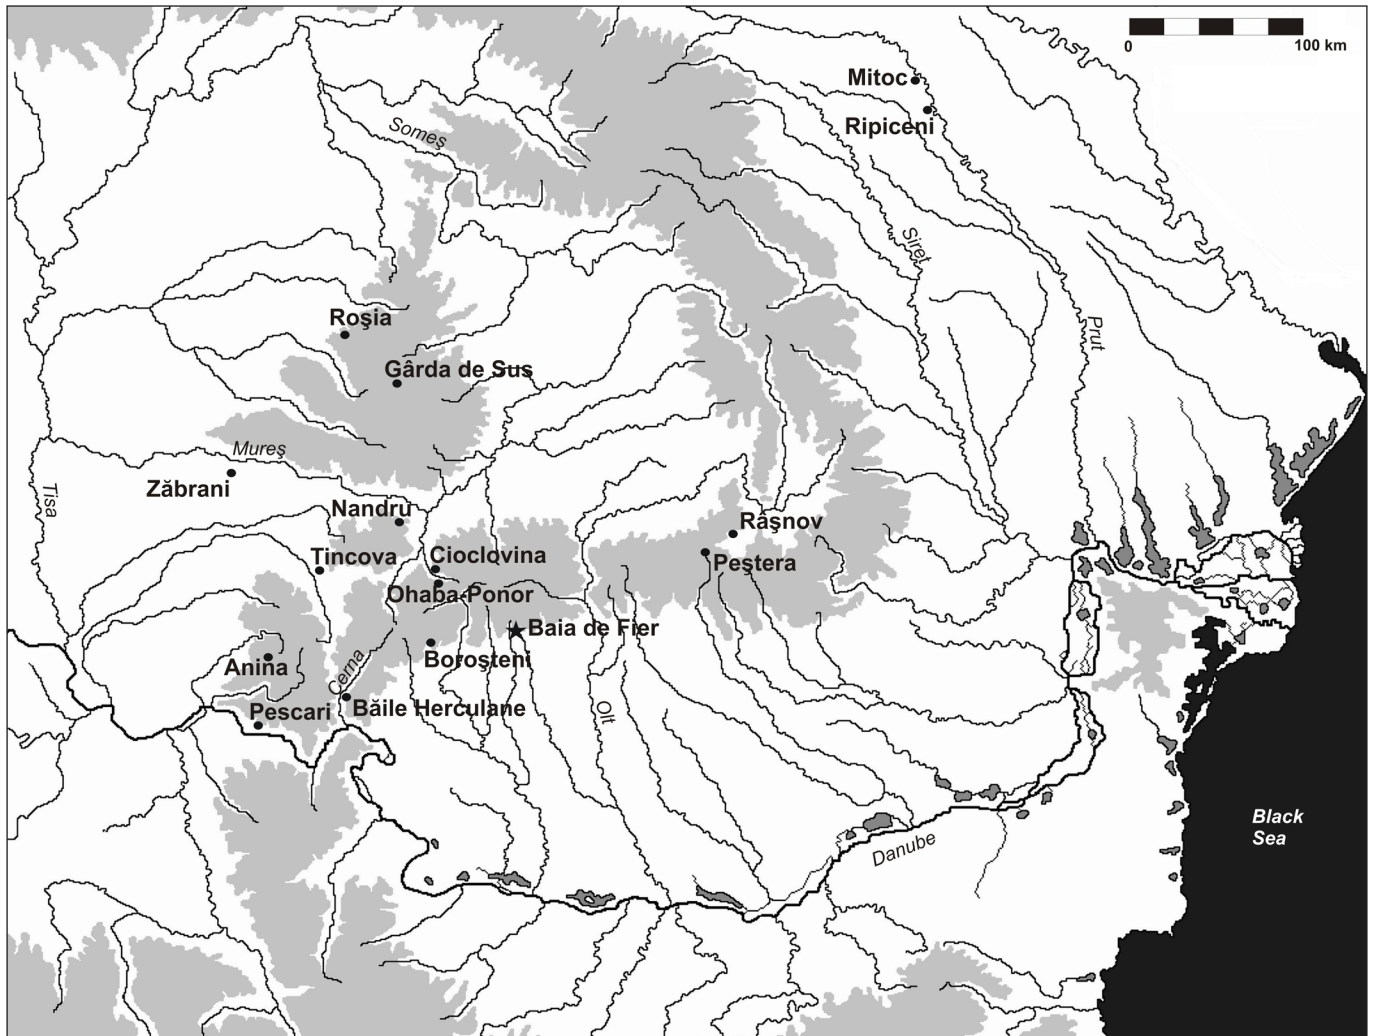 0 100 km
Mitoc
Ripiceni
Someş
Siret
Prut
Roşia
Gârda de Sus
Mureş
Tisa
Zăbrani
Nandru
Râşnov
Tincova
Cioclovina
Peştera
Ohaba-Ponor
Baia de Fier
Anina
Cerna
Boroşteni
Pescari
Băile Herculane
Olt
Black
Sea
Danube